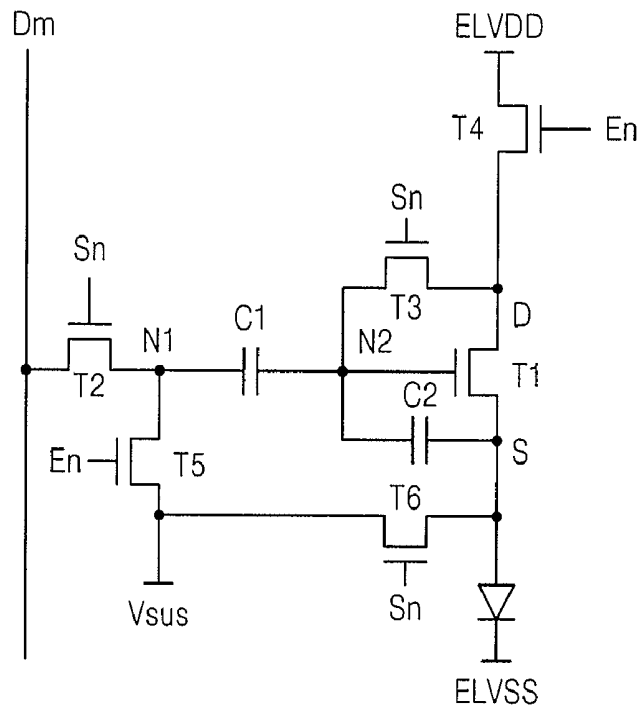 Dm
ELVDD
T4
En
Sn
Sn
T3
D
N1
C1
N2
T1
T2
C2
S
En
T5
T6
Vsus
Sn
ELVSS